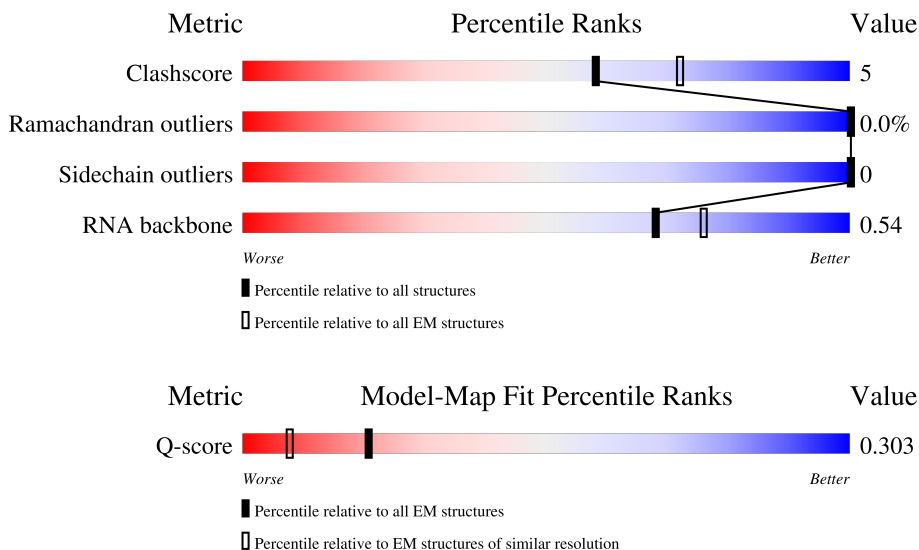 Metric Percentile Ranks Value
Clashscore 5
Ramachandran outliers 0.0%
Sidechain outliers 0
RNA backbone 0.54
Worse Better
Percentile relative to all structures
Percentile relative to all EM structures
Metric Model-Map Fit Percentile Ranks Value
Q-score 0.303
Worse Better
Percentile relative to all EM structures
Percentile relative to EM structures of similar resolution